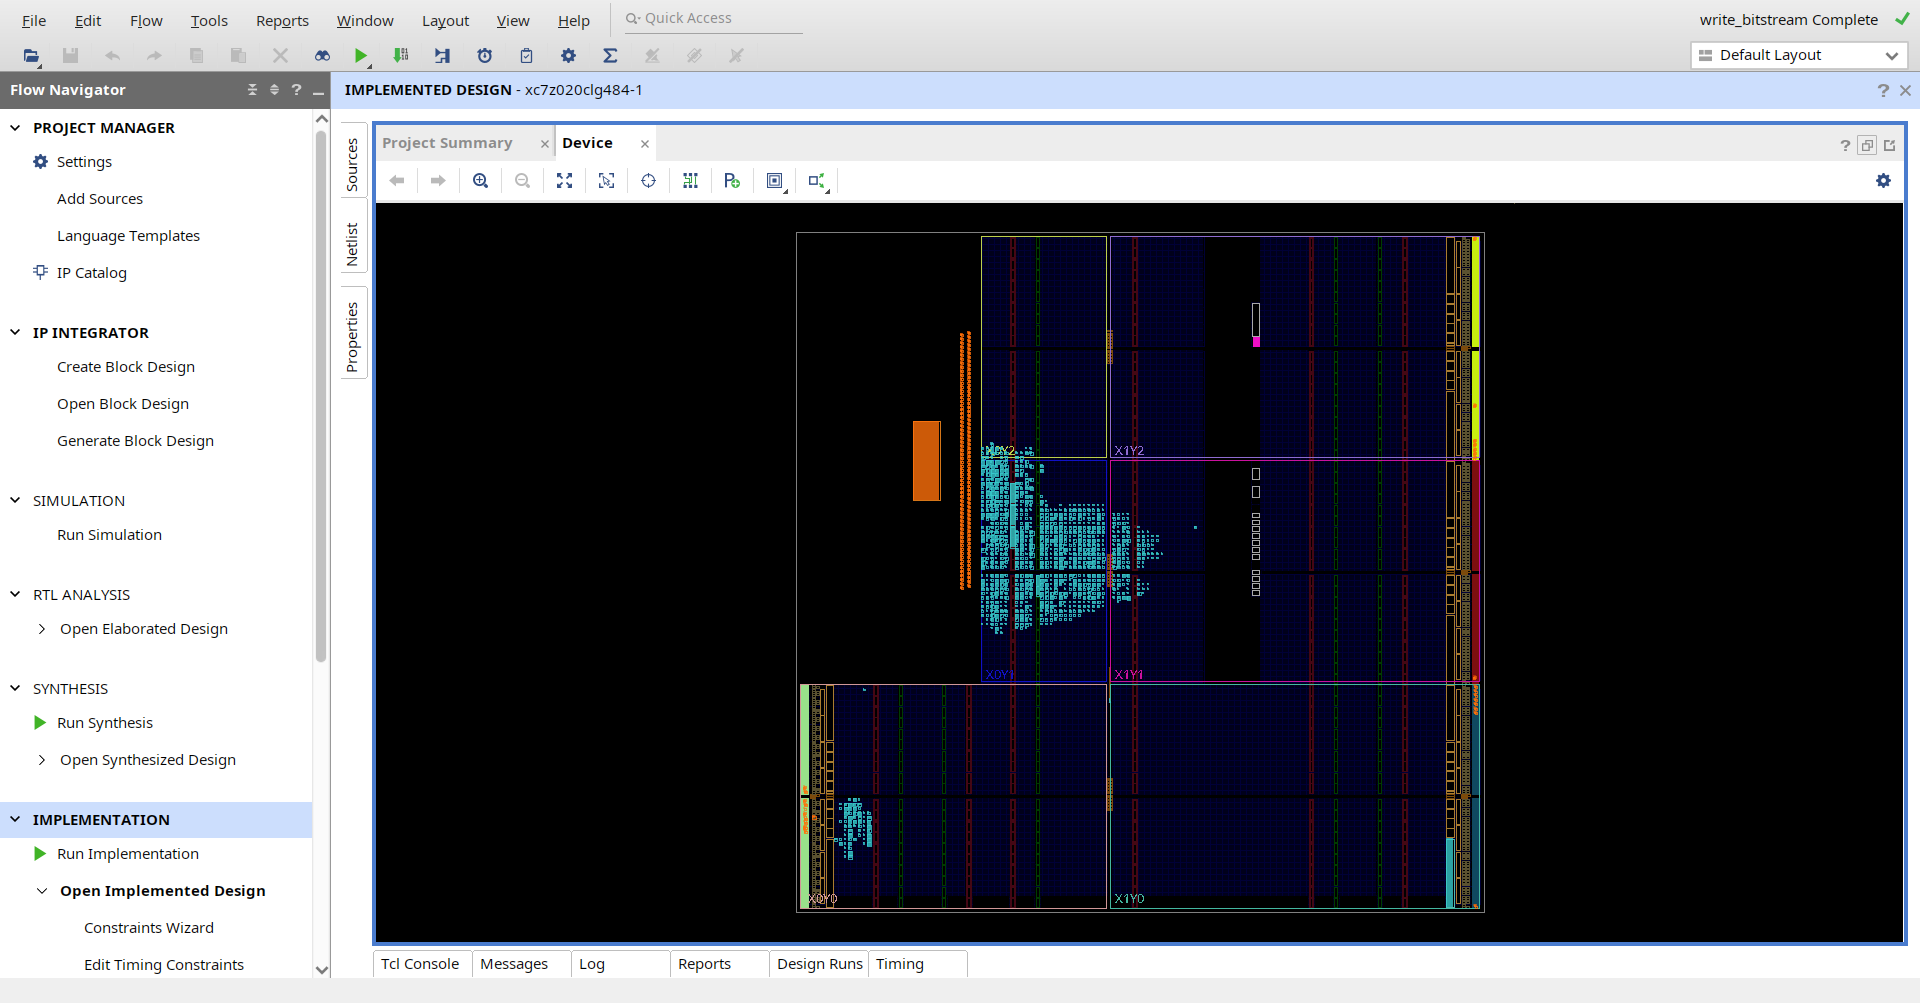 File Edit Flow Tools Reports Window Layout View Help Quick Access write_bitstream Complete
Default Layout
Flow Navigator
IMPLEMENTED DESIGN - xc7z020clg484-1
PROJECT MANAGER
Settings
Add Sources
Language Templates
IP Catalog
IP INTEGRATOR
Create Block Design
Open Block Design
Generate Block Design
SIMULATION
Run Simulation
RTL ANALYSIS
Open Elaborated Design
SYNTHESIS
Run Synthesis
Open Synthesized Design
IMPLEMENTATION
Run Implementation
Open Implemented Design
Constraints Wizard
Edit Timing Constraints
Sources
Netlist
Properties
Project Summary Device
X0Y2 X1Y2
X0Y1 X1Y1
X0Y0 X1Y0
Tcl Console Messages Log Reports Design Runs Timing